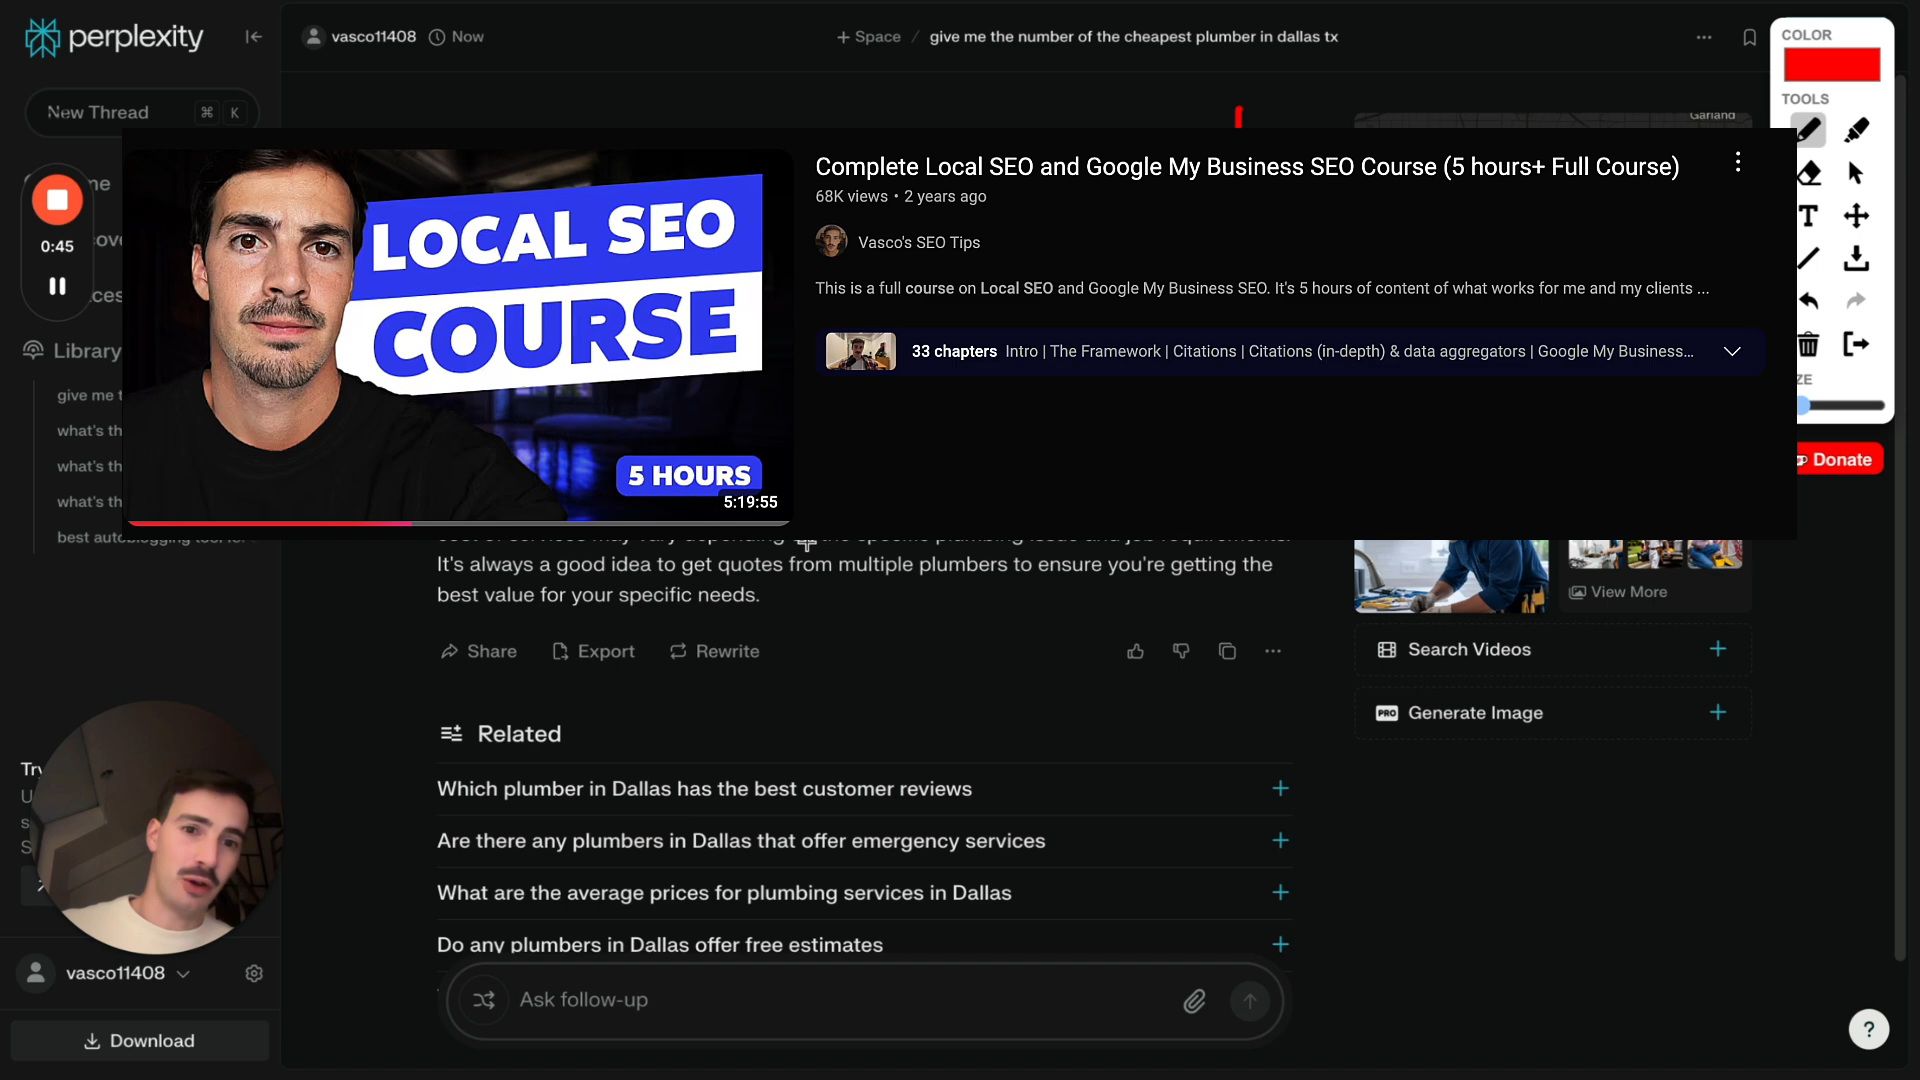 perplexity
vasco11408
Now
+ Space / give me the number of the cheapest plumber in dallas tx
COLOR
TOOLS
New Thread
⌘ K
Garland
LOCAL SEO
COURSE
5 HOURS
5:19:55
Complete Local SEO and Google My Business SEO Course (5 hours+ Full Course)
68K views • 2 years ago
Vasco's SEO Tips
This is a full course on Local SEO and Google My Business SEO. It's 5 hours of content of what works for me and my clients ...
33 chapters Intro | The Framework | Citations | Citations (in-depth) & data aggregators | Google My Business...
0:45
Library
give me t
what's th
what's th
what's th
Donate
It's always a good idea to get quotes from multiple plumbers to ensure you're getting the
best value for your specific needs.
View More
Share
Export
Rewrite
Search Videos
PRO Generate Image
Related
Which plumber in Dallas has the best customer reviews
Are there any plumbers in Dallas that offer emergency services
What are the average prices for plumbing services in Dallas
Do any plumbers in Dallas offer free estimates
Ask follow-up
Try
vasco11408
Download
?